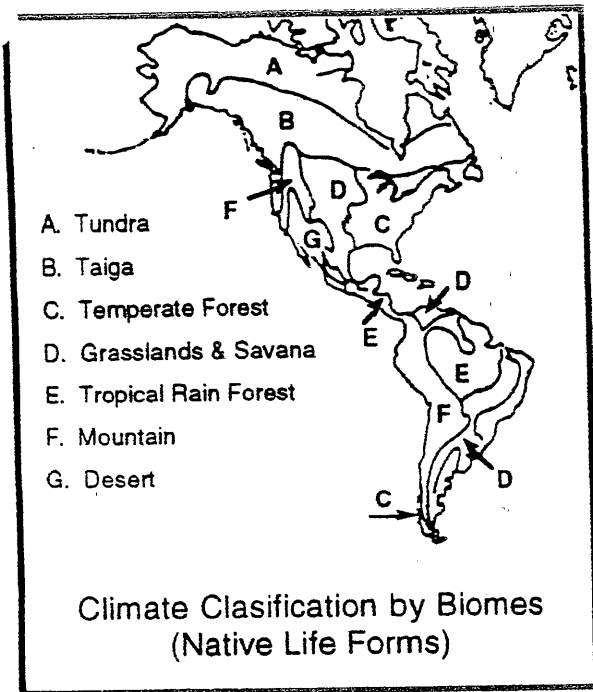 A
B
F
D
C
G
D
E
E
F
D
C
A. Tundra
B. Taiga
C. Temperate Forest
D. Grasslands & Savana
E. Tropical Rain Forest
F. Mountain
G. Desert
Climate Clasification by Biomes
(Native Life Forms)